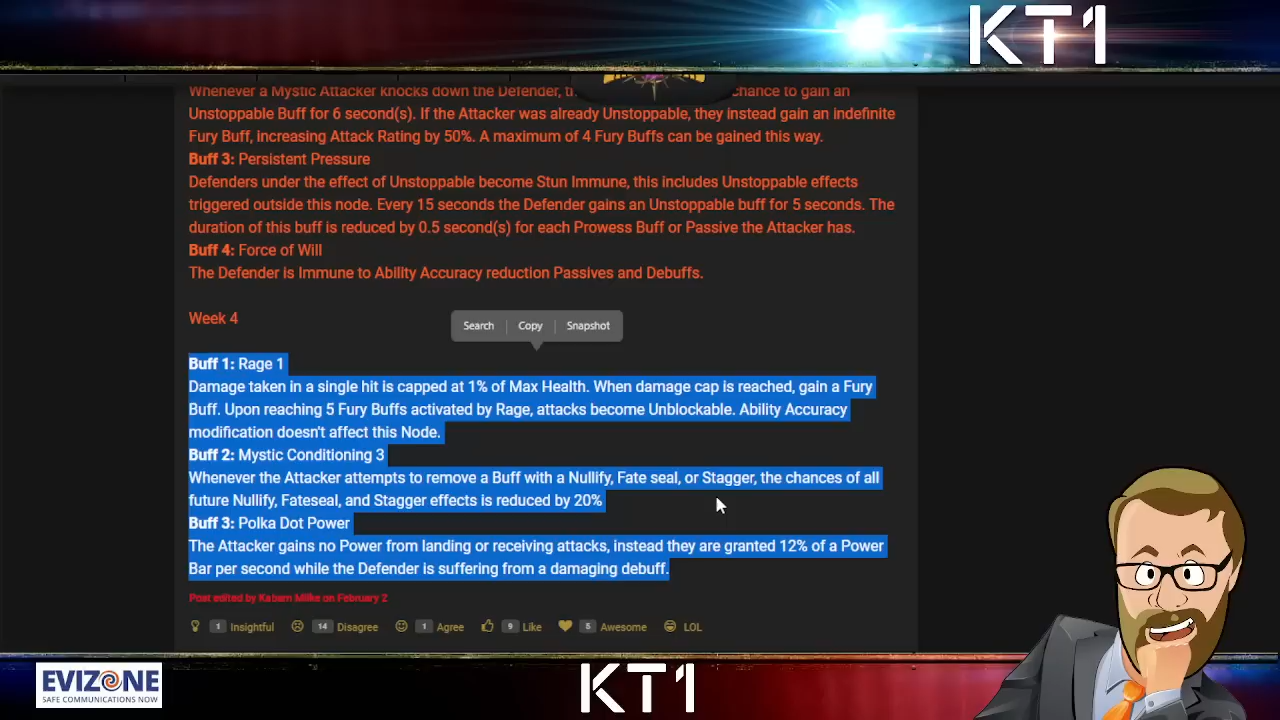 KT1
Whenever a Mystic Attacker knocks down the Defender, chance to gain an
Unstoppable Buff for 6 second(s). If the Attacker was already Unstoppable, they instead gain an indefinite
Fury Buff, increasing Attack Rating by 50%. A maximum of 4 Fury Buffs can be gained this way.
Buff 3: Persistent Pressure
Defenders under the effect of Unstoppable become Stun Immune, this includes Unstoppable effects
triggered outside this node. Every 15 seconds the Defender gains an Unstoppable buff for 5 seconds. The
duration of this buff is reduced by 0.5 second(s) for each Prowess Buff or Passive the Attacker has.
Buff 4: Force of Will
The Defender is Immune to Ability Accuracy reduction Passives and Debuffs.
Week 4
Search Copy Snapshot
Buff 1: Rage 1
Damage taken in a single hit is capped at 1% of Max Health. When damage cap is reached, gain a Fury
Buff. Upon reaching 5 Fury Buffs activated by Rage, attacks become Unblockable. Ability Accuracy
modification doesn't affect this Node.
Buff 2: Mystic Conditioning 3
Whenever the Attacker attempts to remove a Buff with a Nullify, Fate seal, or Stagger, the chances of all
future Nullify, Fateseal, and Stagger effects is reduced by 20%
Buff 3: Polka Dot Power
The Attacker gains no Power from landing or receiving attacks, instead they are granted 12% of a Power
Bar per second while the Defender is suffering from a damaging debuff.
Post edited by Kabam Miike on February 2
1 Insightful 14 Disagree 1 Agree 9 Like 5 Awesome LOL
EVIZONE
SAFE COMMUNICATIONS NOW
KT1